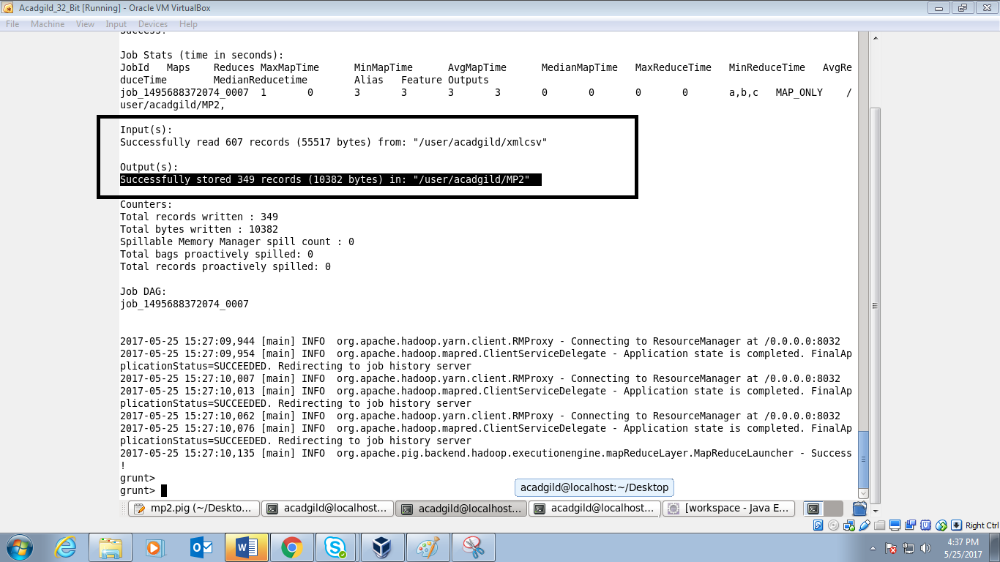 Acadgild_32_Bit [Running] - Oracle VM VirtualBox
File Machine View Input Devices Help
Success!
Job Stats (time in seconds):
JobId Maps Reduces MaxMapTime MinMapTime AvgMapTime MedianMapTime MaxReduceTime MinReduceTime AvgRe
duceTime MedianReducetime Alias Feature Outputs
job_1495688372074_0007 1 0 3 3 3 3 0 0 0 0 a,b,c MAP_ONLY /
user/acadgild/MP2,
Input(s):
Successfully read 607 records (55517 bytes) from: "/user/acadgild/xmlcsv"
Output(s):
Successfully stored 349 records (10382 bytes) in: "/user/acadgild/MP2"
Counters:
Total records written : 349
Total bytes written : 10382
Spillable Memory Manager spill count : 0
Total bags proactively spilled: 0
Total records proactively spilled: 0
Job DAG:
job_1495688372074_0007
2017-05-25 15:27:09,944 [main] INFO org.apache.hadoop.yarn.client.RMProxy - Connecting to ResourceManager at /0.0.0.0:8032
2017-05-25 15:27:09,954 [main] INFO org.apache.hadoop.mapred.ClientServiceDelegate - Application state is completed. FinalAp
plicationStatus=SUCCEEDED. Redirecting to job history server
2017-05-25 15:27:10,007 [main] INFO org.apache.hadoop.yarn.client.RMProxy - Connecting to ResourceManager at /0.0.0.0:8032
2017-05-25 15:27:10,013 [main] INFO org.apache.hadoop.mapred.ClientServiceDelegate - Application state is completed. FinalAp
plicationStatus=SUCCEEDED. Redirecting to job history server
2017-05-25 15:27:10,062 [main] INFO org.apache.hadoop.yarn.client.RMProxy - Connecting to ResourceManager at /0.0.0.0:8032
2017-05-25 15:27:10,076 [main] INFO org.apache.hadoop.mapred.ClientServiceDelegate - Application state is completed. FinalAp
plicationStatus=SUCCEEDED. Redirecting to job history server
2017-05-25 15:27:10,135 [main] INFO org.apache.pig.backend.hadoop.executionengine.mapReduceLayer.MapReduceLauncher - Success
!
grunt>
grunt>
acadgild@localhost:~/Desktop
mp2.pig (~/Deskto... acadgild@localhost... acadgild@localhost... acadgild@localhost... [workspace - Java E...
Right Ctrl
4:37 PM
5/25/2017